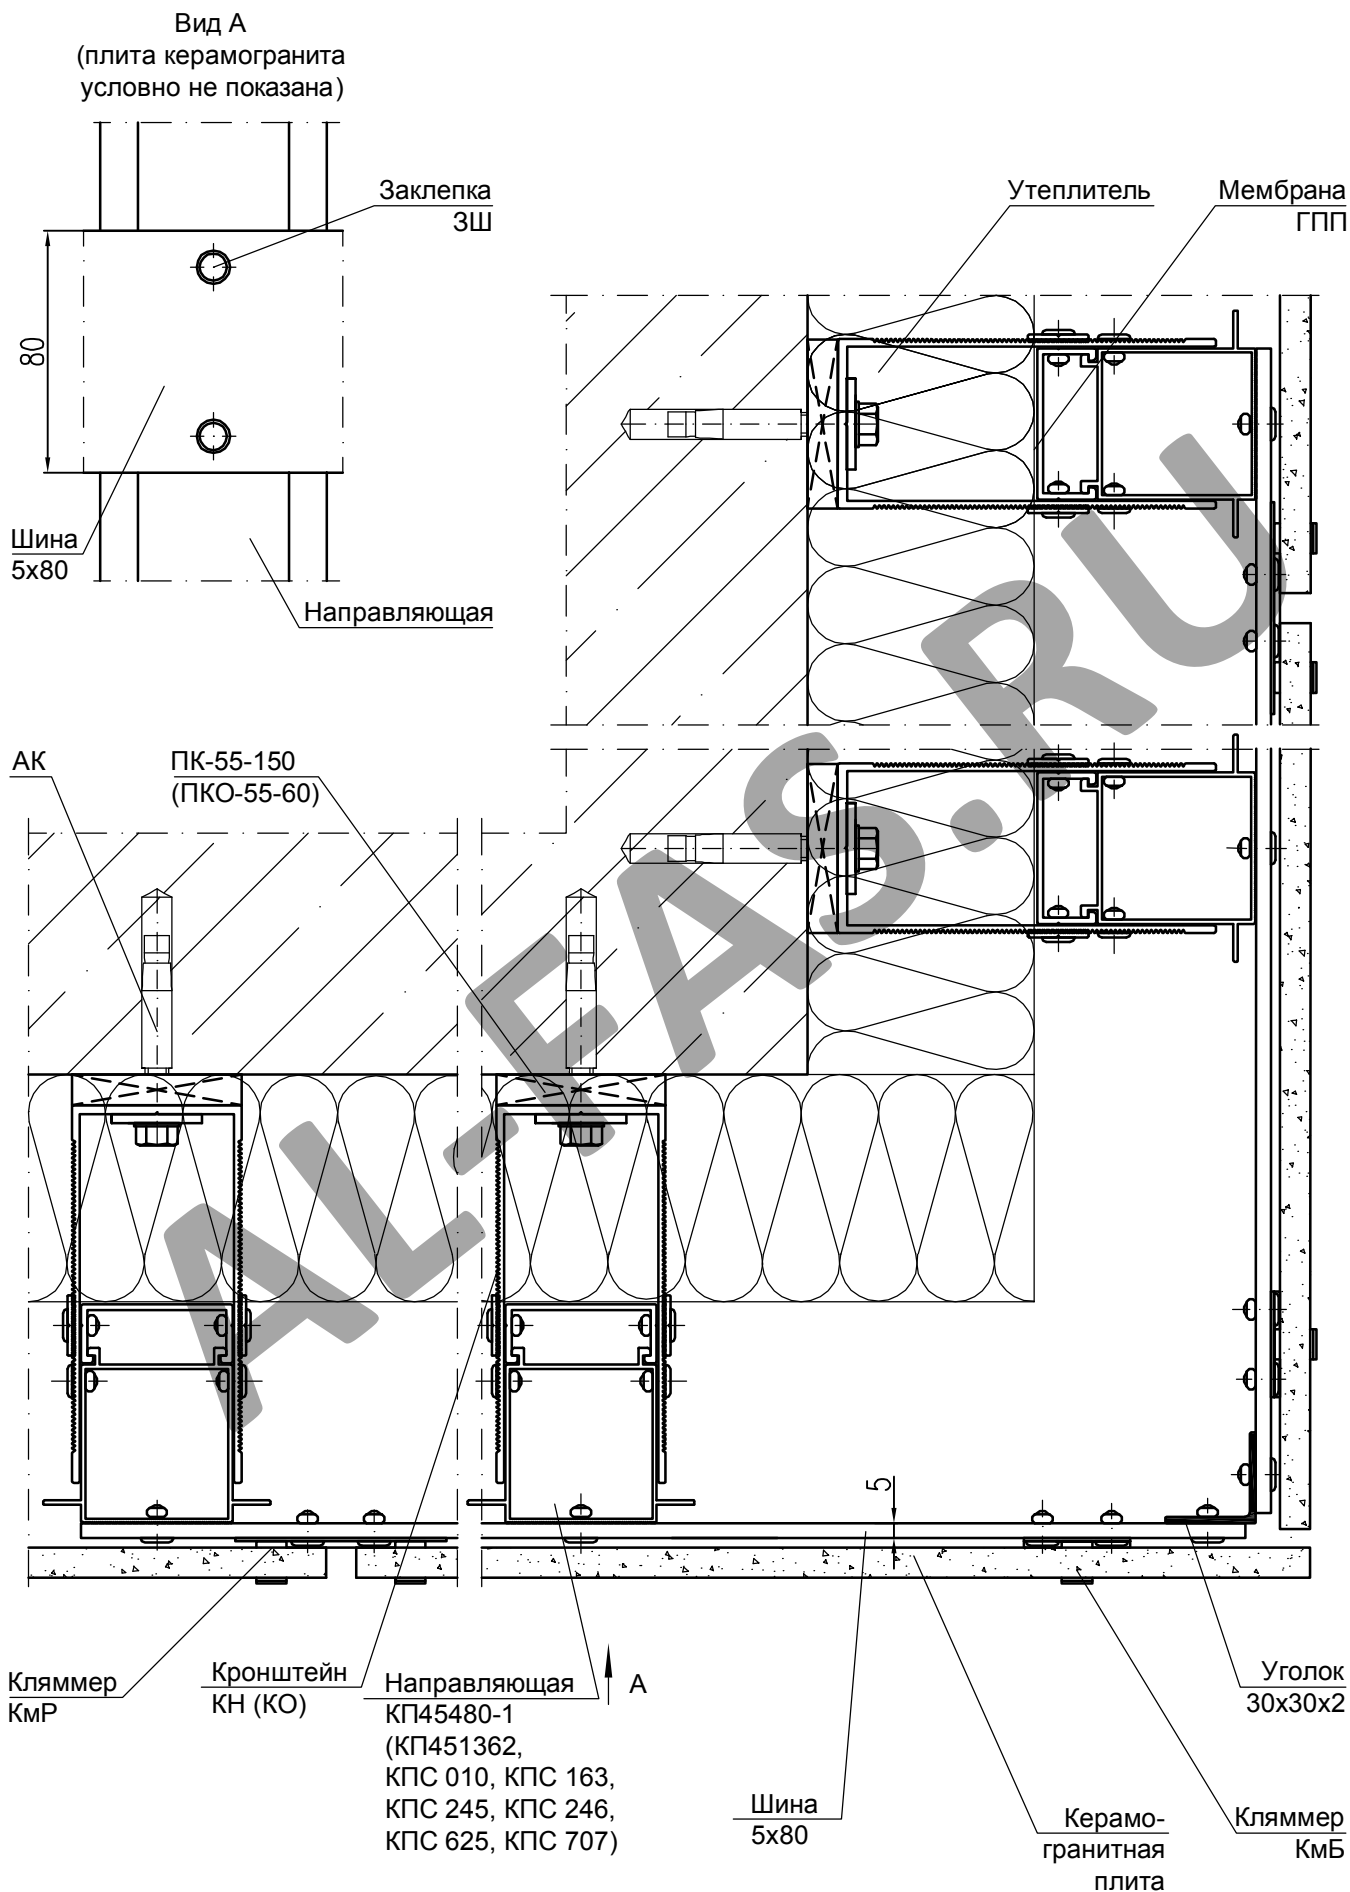 Вид А
(плита керамогранита
условно не показана)
Заклепка
ЗШ
Утеплитель
Мембрана
ГПП
80
Шина
5х80
Направляющая
АК
ПК-55-150
(ПКО-55-60)
AL-FAS.RU
5
Кляммер
КмР
Кронштейн
КН (КО)
Направляющая
КП45480-1
(КП451362,
КПС 010, КПС 163,
КПС 245, КПС 246,
КПС 625, КПС 707)
А
Шина
5х80
Керамо-
гранитная
плита
Уголок
30х30х2
Кляммер
КмБ